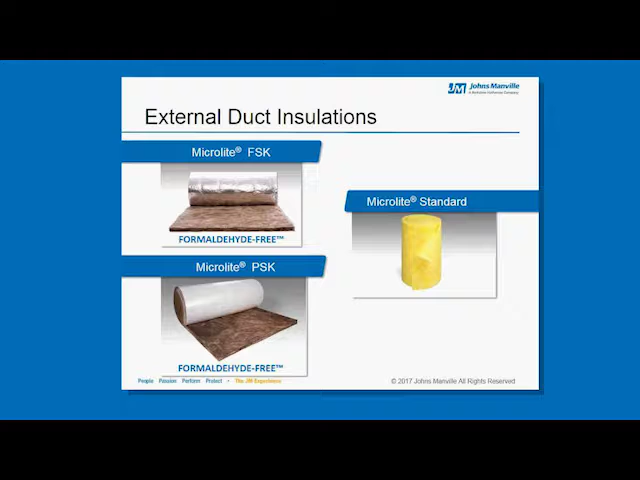 JM Johns Manville
A Berkshire Hathaway Company
External Duct Insulations
Microlite® FSK
FORMALDEHYDE-FREE™
Microlite® Standard
Microlite® PSK
FORMALDEHYDE-FREE™
People Passion Perform Protect • The JM Experience
© 2017 Johns Manville All Rights Reserved